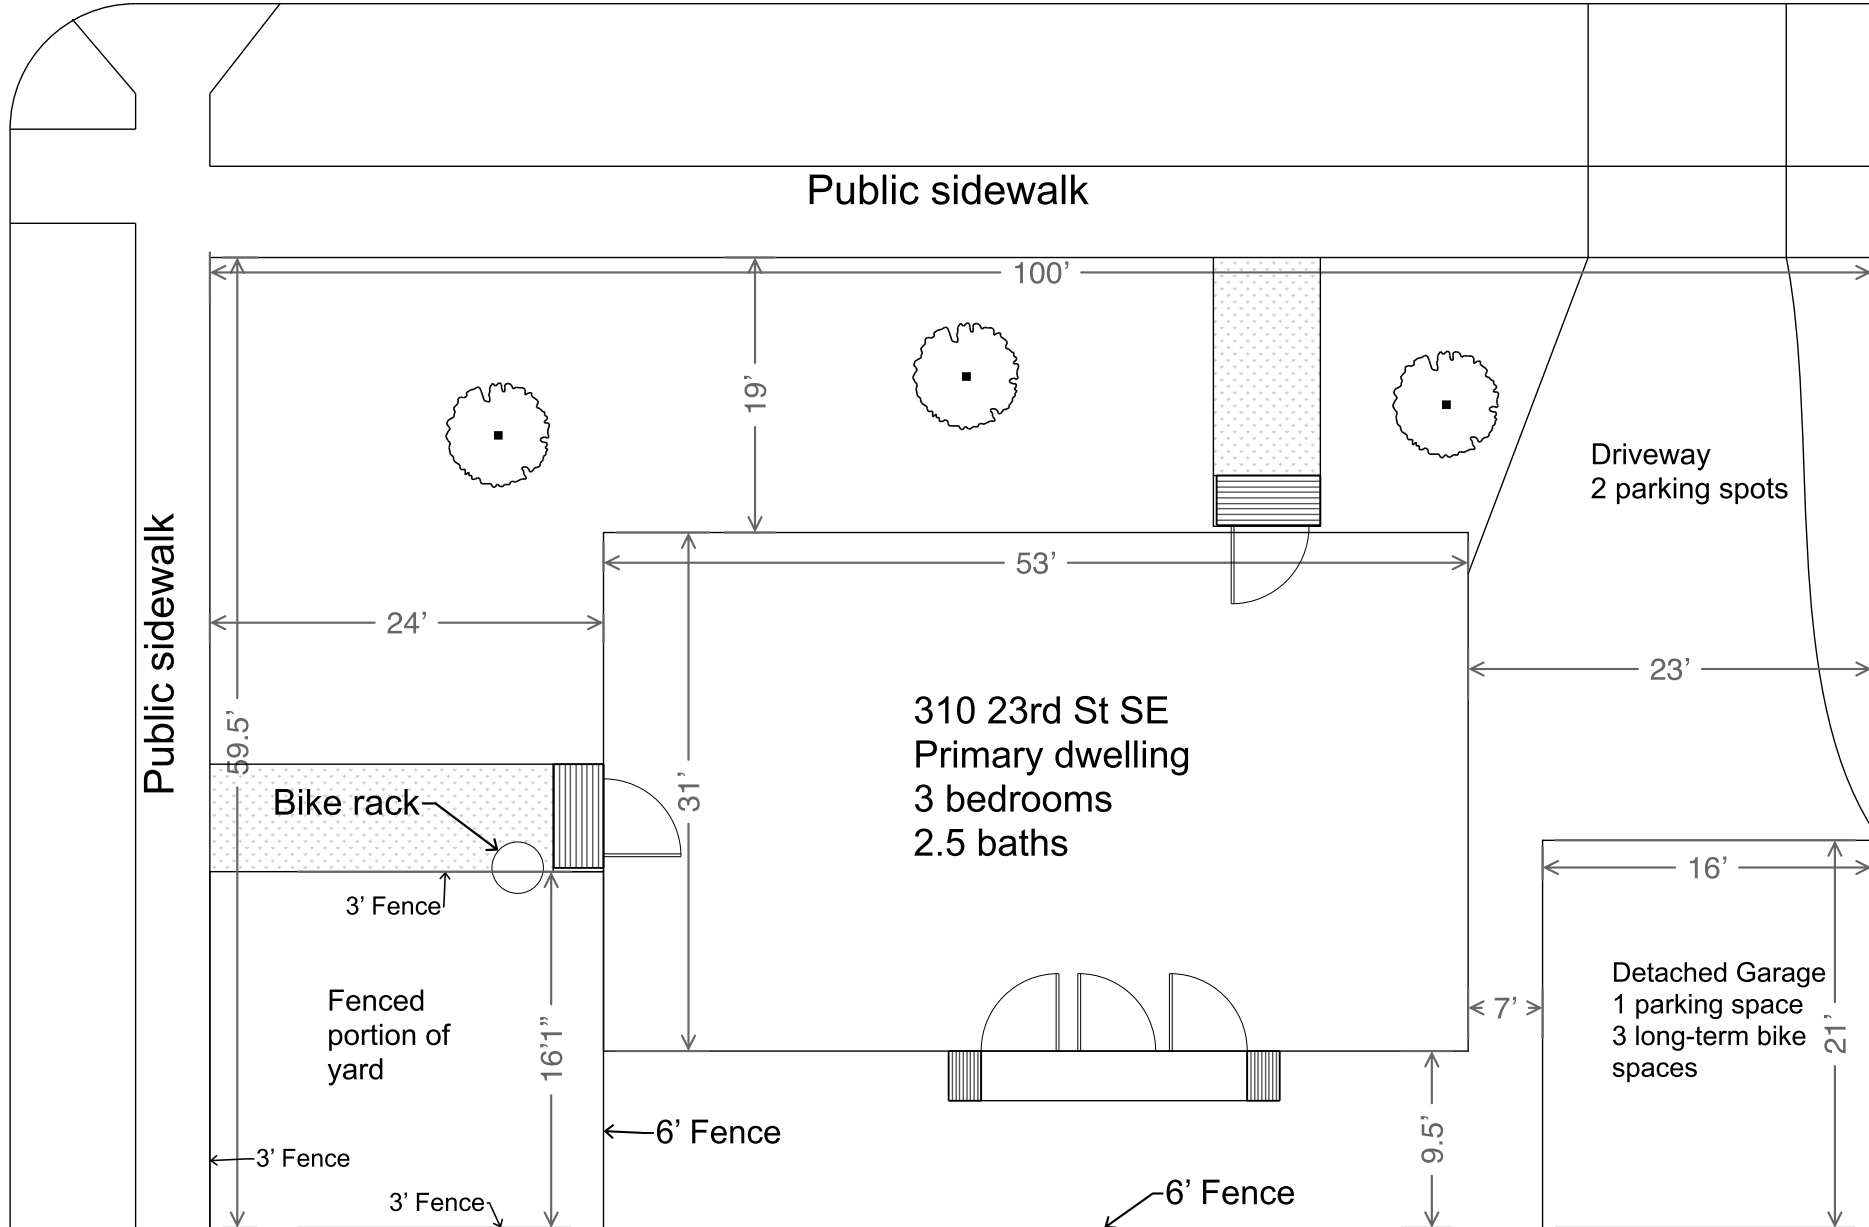 Public sidewalk
100’
19’
Driveway
2 parking spots
53’
24’
Public sidewalk
23’
59.5’
310 23rd St SE
Primary dwelling
3 bedrooms
2.5 baths
31’
Bike rack
16’
3’ Fence
Detached Garage
1 parking space
3 long-term bike
spaces
21’
7’
Fenced
portion of
yard
16’1”
6’ Fence
9.5’
3’ Fence
3’ Fence
6’ Fence